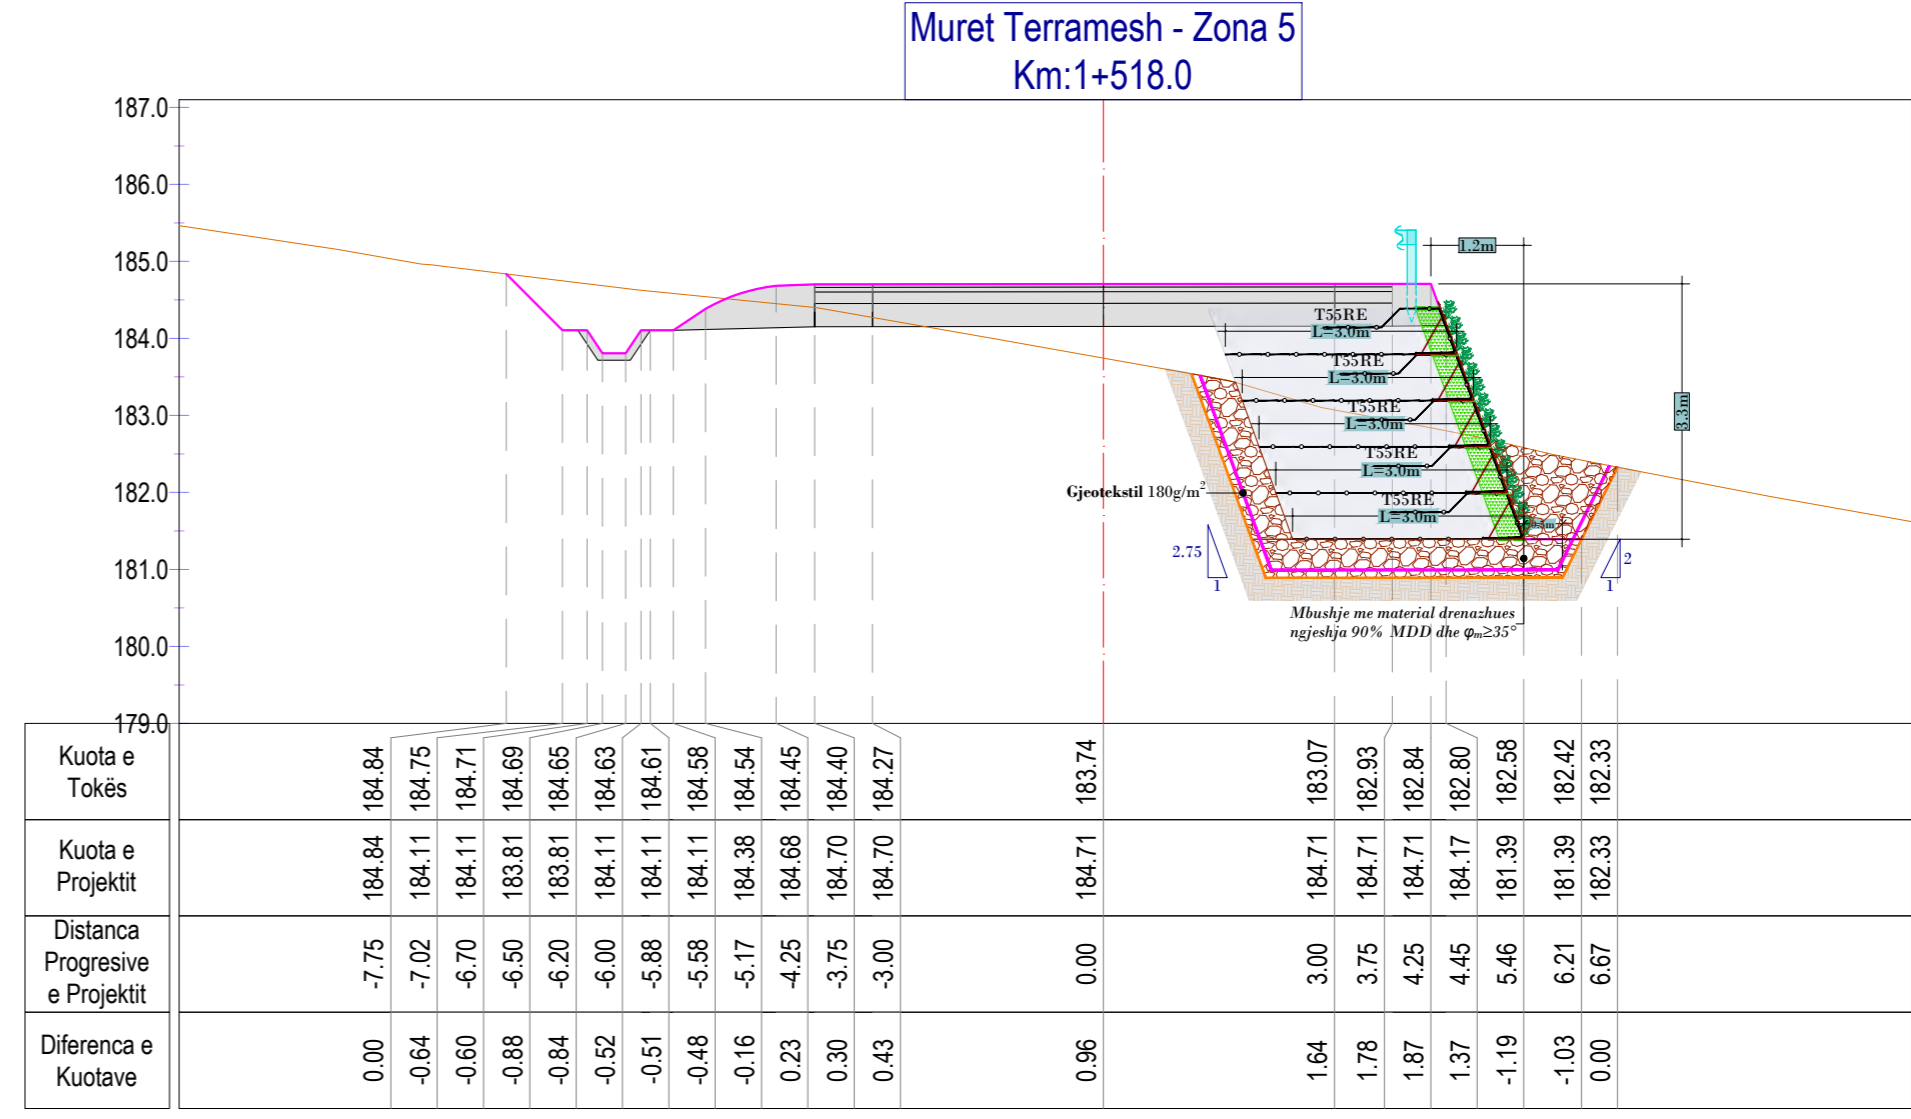 Muret Terramesh - Zona 5
Km:1+518.0
187.0
186.0
185.0
184.0
183.0
182.0
181.0
180.0
179.0
1.2m
3.3m
T55RE
L=3.0m
T55RE
L=3.0m
T55RE
L=3.0m
T55RE
L=3.0m
T55RE
L=3.0m
0.5m
Gjeotekstil 180g/m²
2.75
1
2
1
Mbushje me material drenazhues
ngjeshja 90% MDD dhe φₘ≥35°
Kuota e
Tokës
184.84 184.75 184.71 184.69 184.65 184.63 184.61 184.58 184.54 184.45 184.40 184.27 183.74 183.07 182.93 182.84 182.80 182.58 182.42 182.33
Kuota e
Projektit
184.84 184.11 184.11 183.81 183.81 184.11 184.11 184.11 184.38 184.68 184.70 184.70 184.71 184.71 184.71 184.71 184.17 181.39 181.39 182.33
Distanca
Progresive
e Projektit
-7.75 -7.02 -6.70 -6.50 -6.20 -6.00 -5.88 -5.58 -5.17 -4.25 -3.75 -3.00 0.00 3.00 3.75 4.25 4.45 5.46 6.21 6.67
Diferenca e
Kuotave
0.00 -0.64 -0.60 -0.88 -0.84 -0.52 -0.51 -0.48 -0.16 0.23 0.30 0.43 0.96 1.64 1.78 1.87 1.37 -1.19 -1.03 0.00